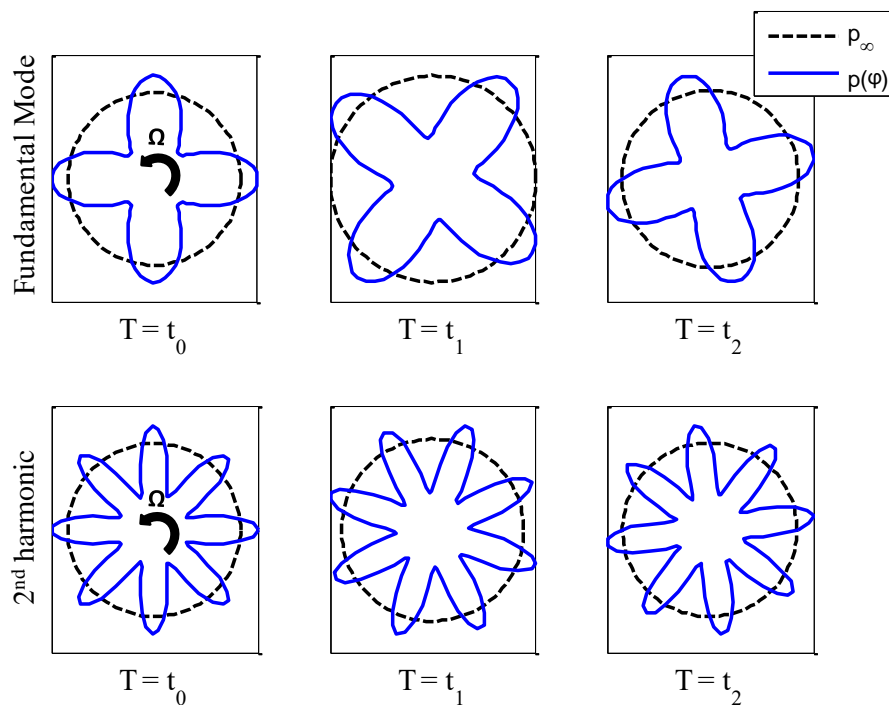 p∞
p(φ)
Fundamental Mode
Ω
T = t0
T = t1
T = t2
2nd harmonic
Ω
T = t0
T = t1
T = t2